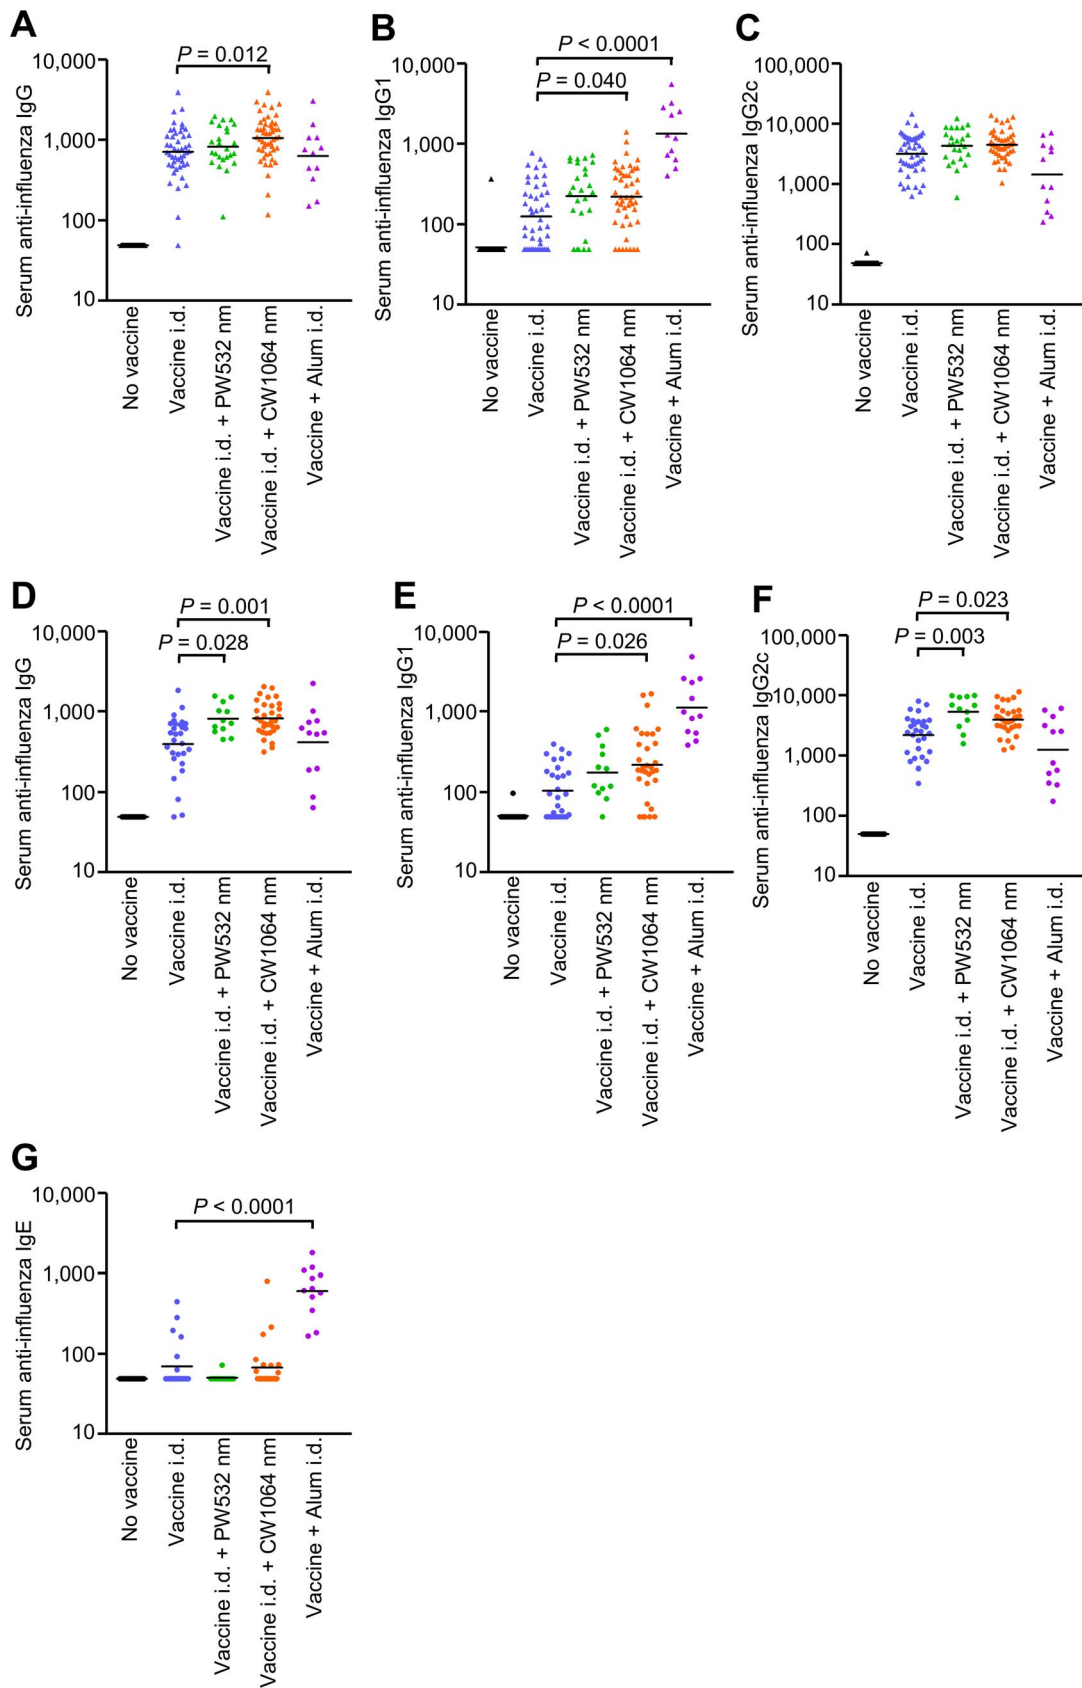 A
P = 0.012
Serum anti-influenza IgG
10,000
1,000
100
10
No vaccine
Vaccine i.d.
Vaccine i.d. + PW532 nm
Vaccine i.d. + CW1064 nm
Vaccine + Alum i.d.
B
P < 0.0001
P = 0.040
Serum anti-influenza IgG1
10,000
1,000
100
10
No vaccine
Vaccine i.d.
Vaccine i.d. + PW532 nm
Vaccine i.d. + CW1064 nm
Vaccine + Alum i.d.
C
Serum anti-influenza IgG2c
100,000
10,000
1,000
100
10
No vaccine
Vaccine i.d.
Vaccine i.d. + PW532 nm
Vaccine i.d. + CW1064 nm
Vaccine + Alum i.d.
D
P = 0.001
P = 0.028
Serum anti-influenza IgG
10,000
1,000
100
10
No vaccine
Vaccine i.d.
Vaccine i.d. + PW532 nm
Vaccine i.d. + CW1064 nm
Vaccine + Alum i.d.
E
P < 0.0001
P = 0.026
Serum anti-influenza IgG1
10,000
1,000
100
10
No vaccine
Vaccine i.d.
Vaccine i.d. + PW532 nm
Vaccine i.d. + CW1064 nm
Vaccine + Alum i.d.
F
P = 0.023
P = 0.003
Serum anti-influenza IgG2c
100,000
10,000
1,000
100
10
No vaccine
Vaccine i.d.
Vaccine i.d. + PW532 nm
Vaccine i.d. + CW1064 nm
Vaccine + Alum i.d.
G
P < 0.0001
Serum anti-influenza IgE
10,000
1,000
100
10
No vaccine
Vaccine i.d.
Vaccine i.d. + PW532 nm
Vaccine i.d. + CW1064 nm
Vaccine + Alum i.d.